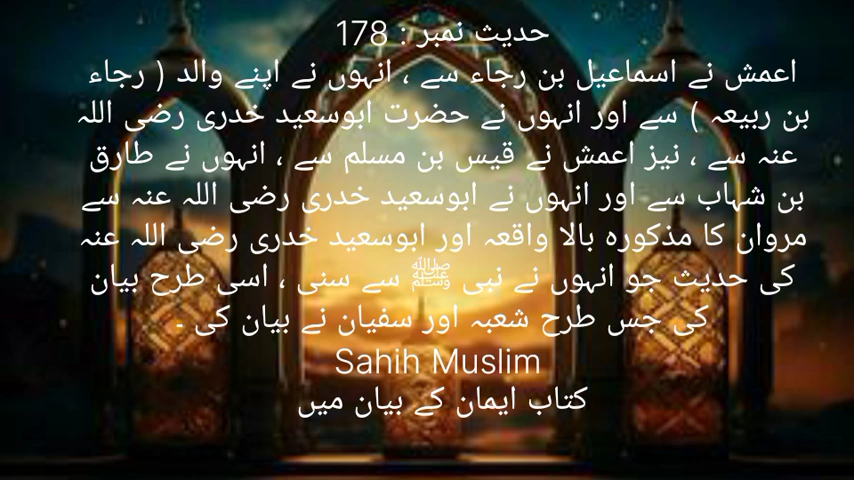 حدیث نمبر : 178
اعمش نے اسماعیل بن رجاء سے ، انہوں نے اپنے والد ( رجاء
بن ربیعہ ) سے اور انہوں نے حضرت ابوسعید خدری رضی اللہ
عنہ سے ، نیز اعمش نے قیس بن مسلم سے ، انہوں نے طارق
بن شہاب سے اور انہوں نے ابوسعید خدری رضی اللہ عنہ سے
مروان کا مذکورہ بالا واقعہ اور ابوسعید خدری رضی اللہ عنہ
کی حدیث جو انہوں نے نبی ﷺ سے سنی ، اسی طرح بیان
کی جس طرح شعبہ اور سفیان نے بیان کی ۔
Sahih Muslim
کتاب ایمان کے بیان میں